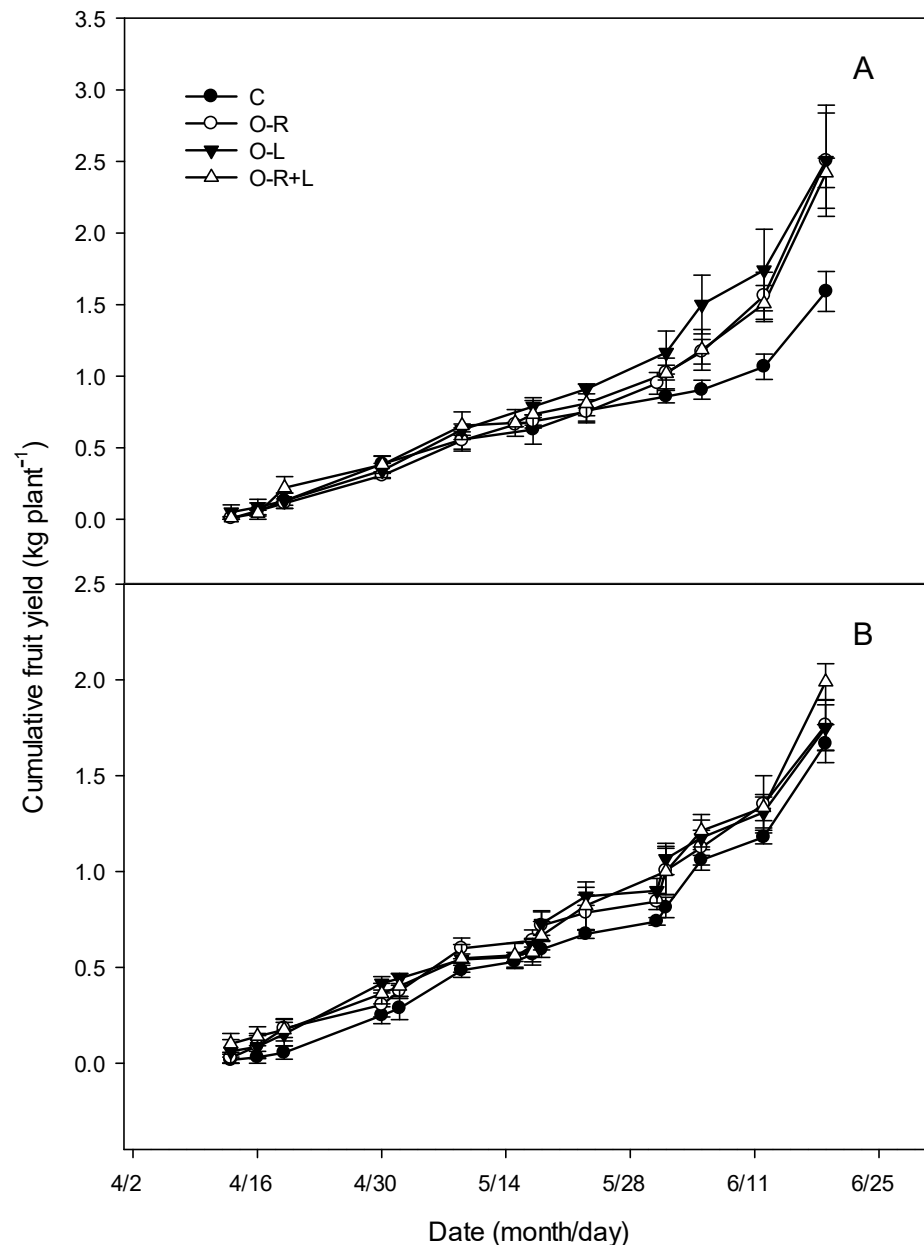 3.5
A
3.0
C
O-R
O-L
O-R+L
2.5
2.0
1.5
1.0
0.5
0.0
Cumulative fruit yield (kg plant⁻¹)
2.5
B
2.0
1.5
1.0
0.5
0.0
4/2 4/16 4/30 5/14 5/28 6/11 6/25
Date (month/day)